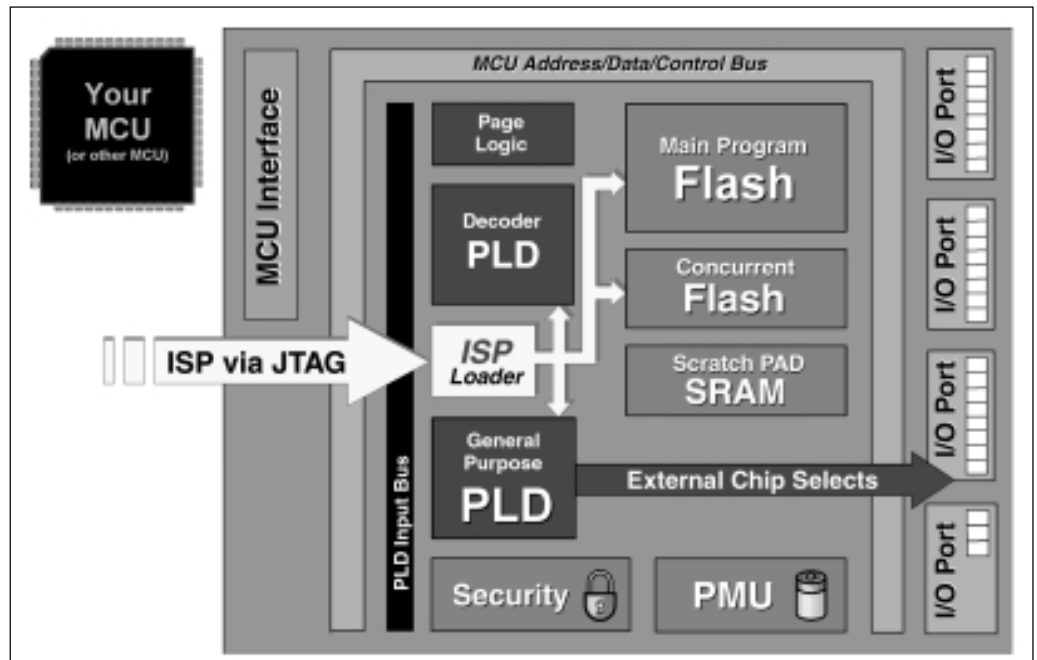 Your
MCU
(or other MCU)
MCU Interface
MCU Address/Data/Control Bus
Page
Logic
Decoder
PLD
ISP via JTAG
ISP
Loader
General
Purpose
PLD
PLD Input Bus
Main Program
Flash
Concurrent
Flash
Scratch PAD
SRAM
External Chip Selects
Security
PMU
I/O Port
I/O Port
I/O Port
I/O Port